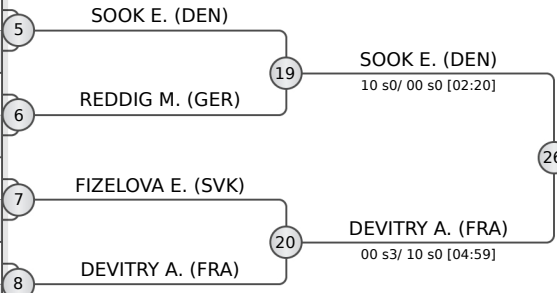 SOOK E. (DEN)
5
19
SOOK E. (DEN)
10 s0/ 00 s0 [02:20]
REDDIG M. (GER)
6
26
FIZELOVA E. (SVK)
7
20
DEVITRY A. (FRA)
00 s3/ 10 s0 [04:59]
DEVITRY A. (FRA)
8